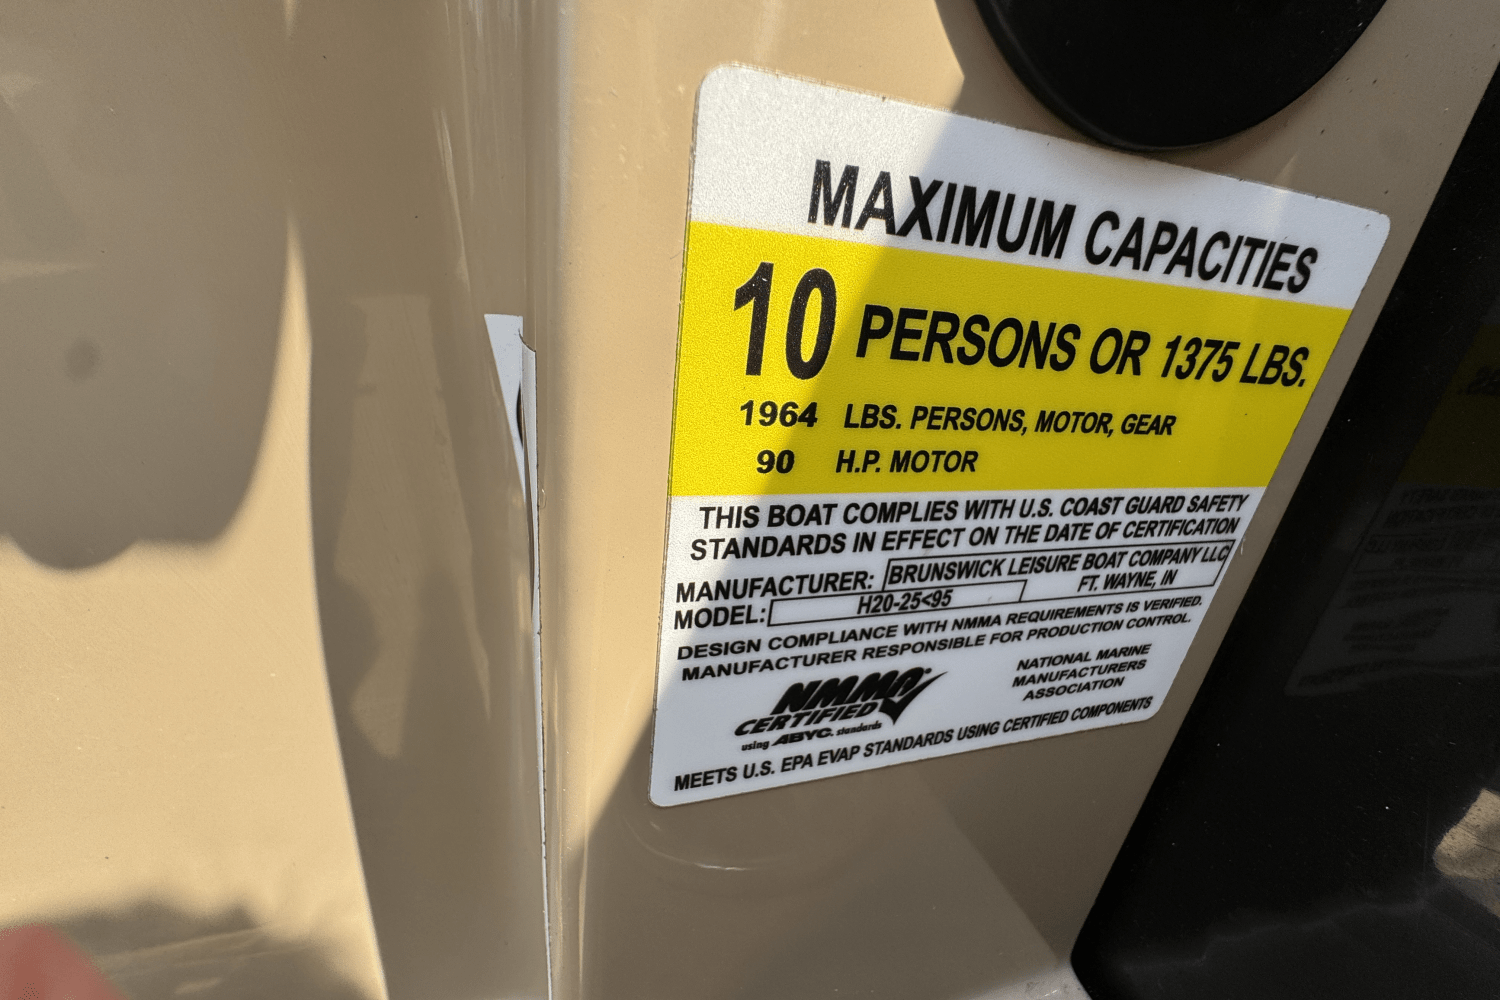 MAXIMUM CAPACITIES
10 PERSONS OR 1375 LBS.
1964 LBS. PERSONS, MOTOR, GEAR
90 H.P. MOTOR
THIS BOAT COMPLIES WITH U.S. COAST GUARD SAFETY
STANDARDS IN EFFECT ON THE DATE OF CERTIFICATION
MANUFACTURER: BRUNSWICK LEISURE BOAT COMPANY LLC
FT. WAYNE, IN
MODEL: H20-25<95
DESIGN COMPLIANCE WITH NMMA REQUIREMENTS IS VERIFIED.
MANUFACTURER RESPONSIBLE FOR PRODUCTION CONTROL.
NMMA®
CERTIFIED
using ABYC. standards
NATIONAL MARINE
MANUFACTURERS
ASSOCIATION
MEETS U.S. EPA EVAP STANDARDS USING CERTIFIED COMPONENTS